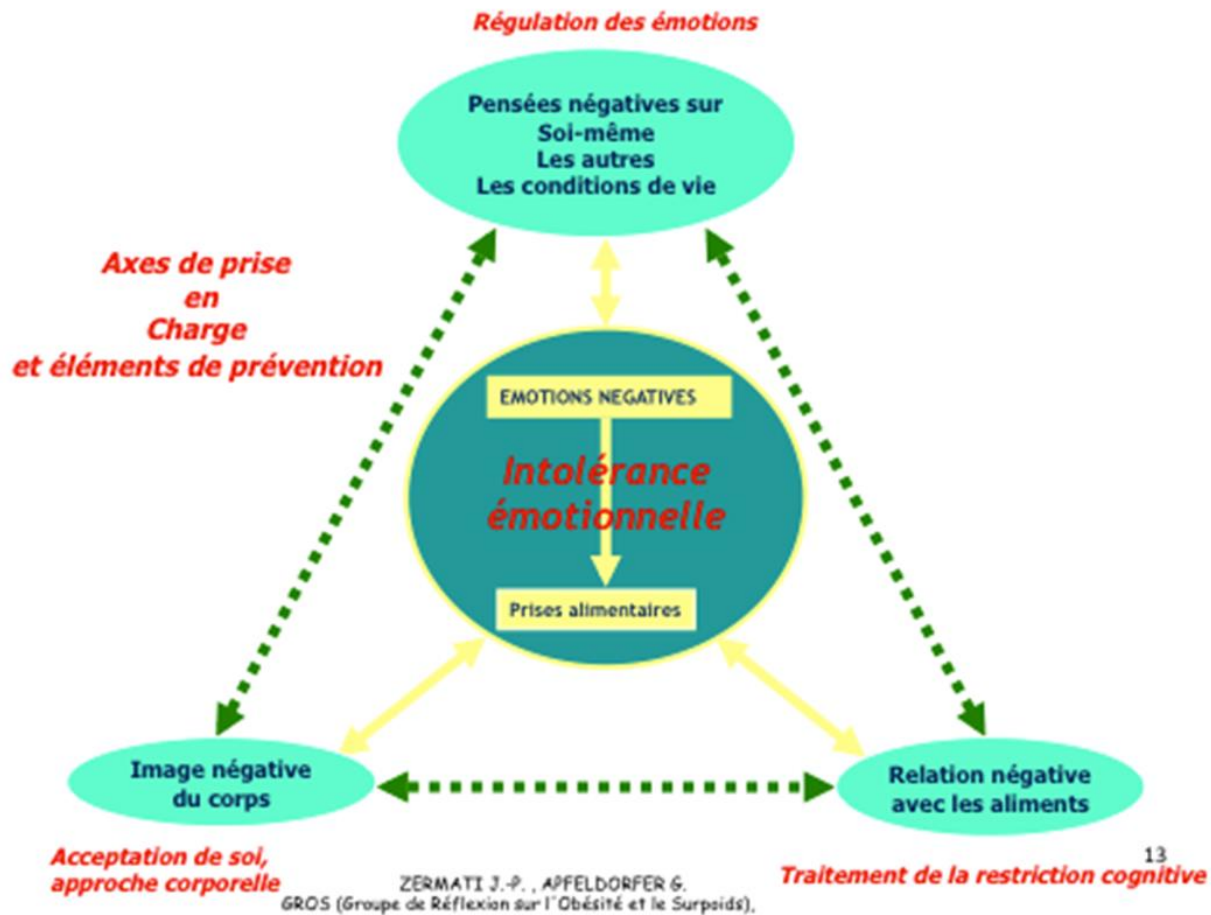 Régulation des émotions
Pensées négatives sur
Soi-même
Les autres
Les conditions de vie
Axes de prise
en
Charge
et éléments de prévention
EMOTIONS NEGATIVES
Intolérance
émotionnelle
Prises alimentaires
Image négative
du corps
Relation négative
avec les aliments
Acceptation de soi,
approche corporelle
13
Traitement de la restriction cognitive
ZERMATI J.-P. , APFELDORFER G.
GROS (Groupe de Réflexion sur l'Obésité et le Surpoids),